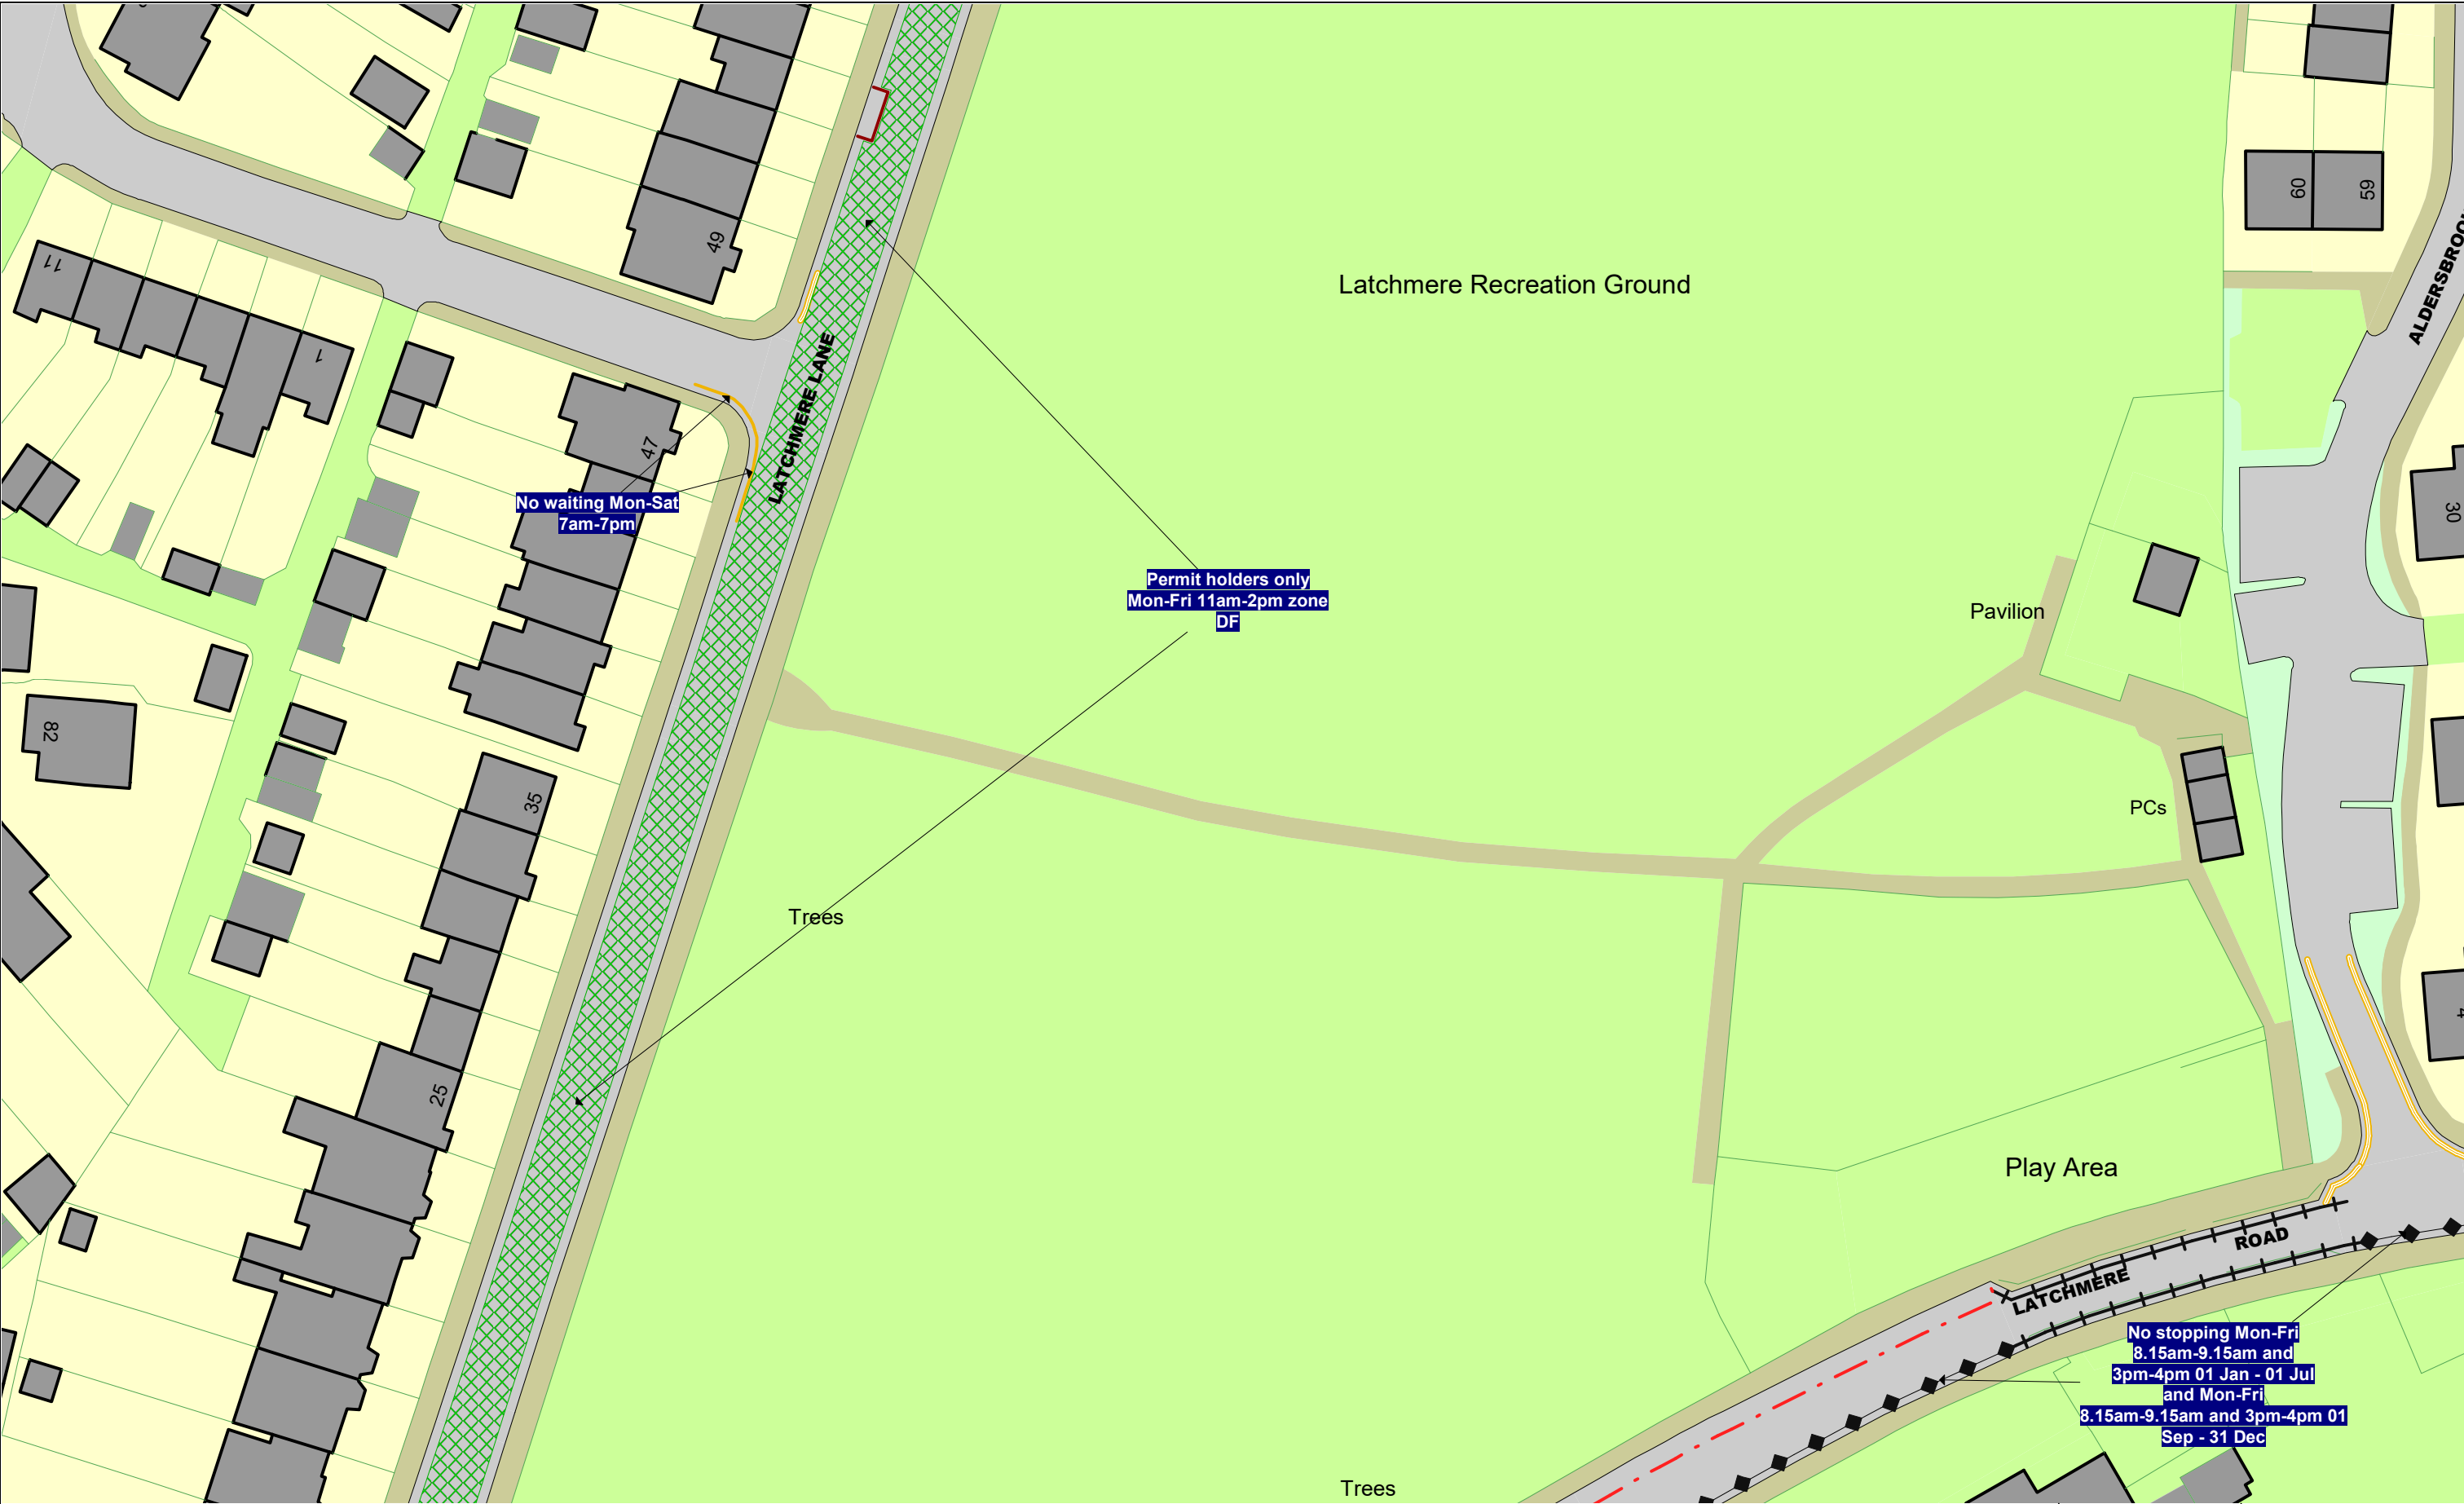 60
59
49
ALDERSBROO
11
Latchmere Recreation Ground
1
LATCHMERE LANE
47
No waiting Mon-Sat
7am-7pm
30
Permit holders only
Mon-Fri 11am-2pm zone
DF
Pavilion
82
35
PCs
Trees
4
25
Play Area
LATCHMERE ROAD
No stopping Mon-Fri
8.15am-9.15am and
3pm-4pm 01 Jan - 01 Jul
and Mon-Fri
8.15am-9.15am and 3pm-4pm 01
Sep - 31 Dec
Trees